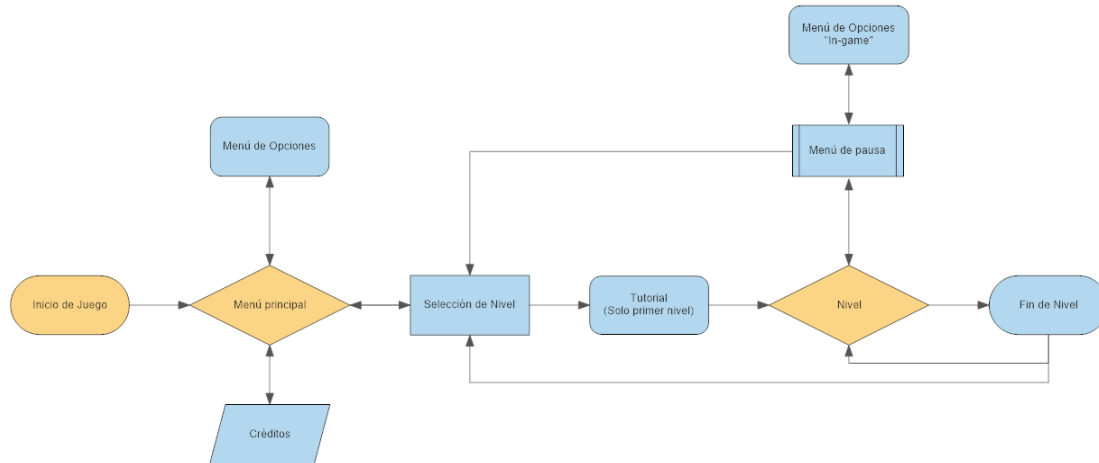 Menú de Opciones
"In-game"
Menú de Opciones
Menú de pausa
Inicio de Juego
Menú principal
Selección de Nivel
Tutorial
(Solo primer nivel)
Nivel
Fin de Nivel
Créditos